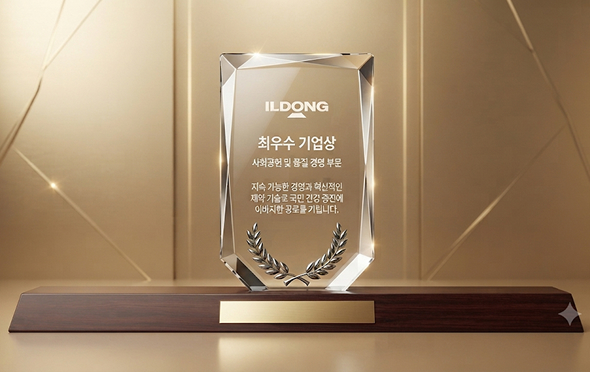 ILDONG
최우수 기업상
사회공헌 및 품질 경영 부문
지속 가능한 경영과 혁신적인
제약 기술로 국민 건강 증진에
이바지한 공로를 기립니다.